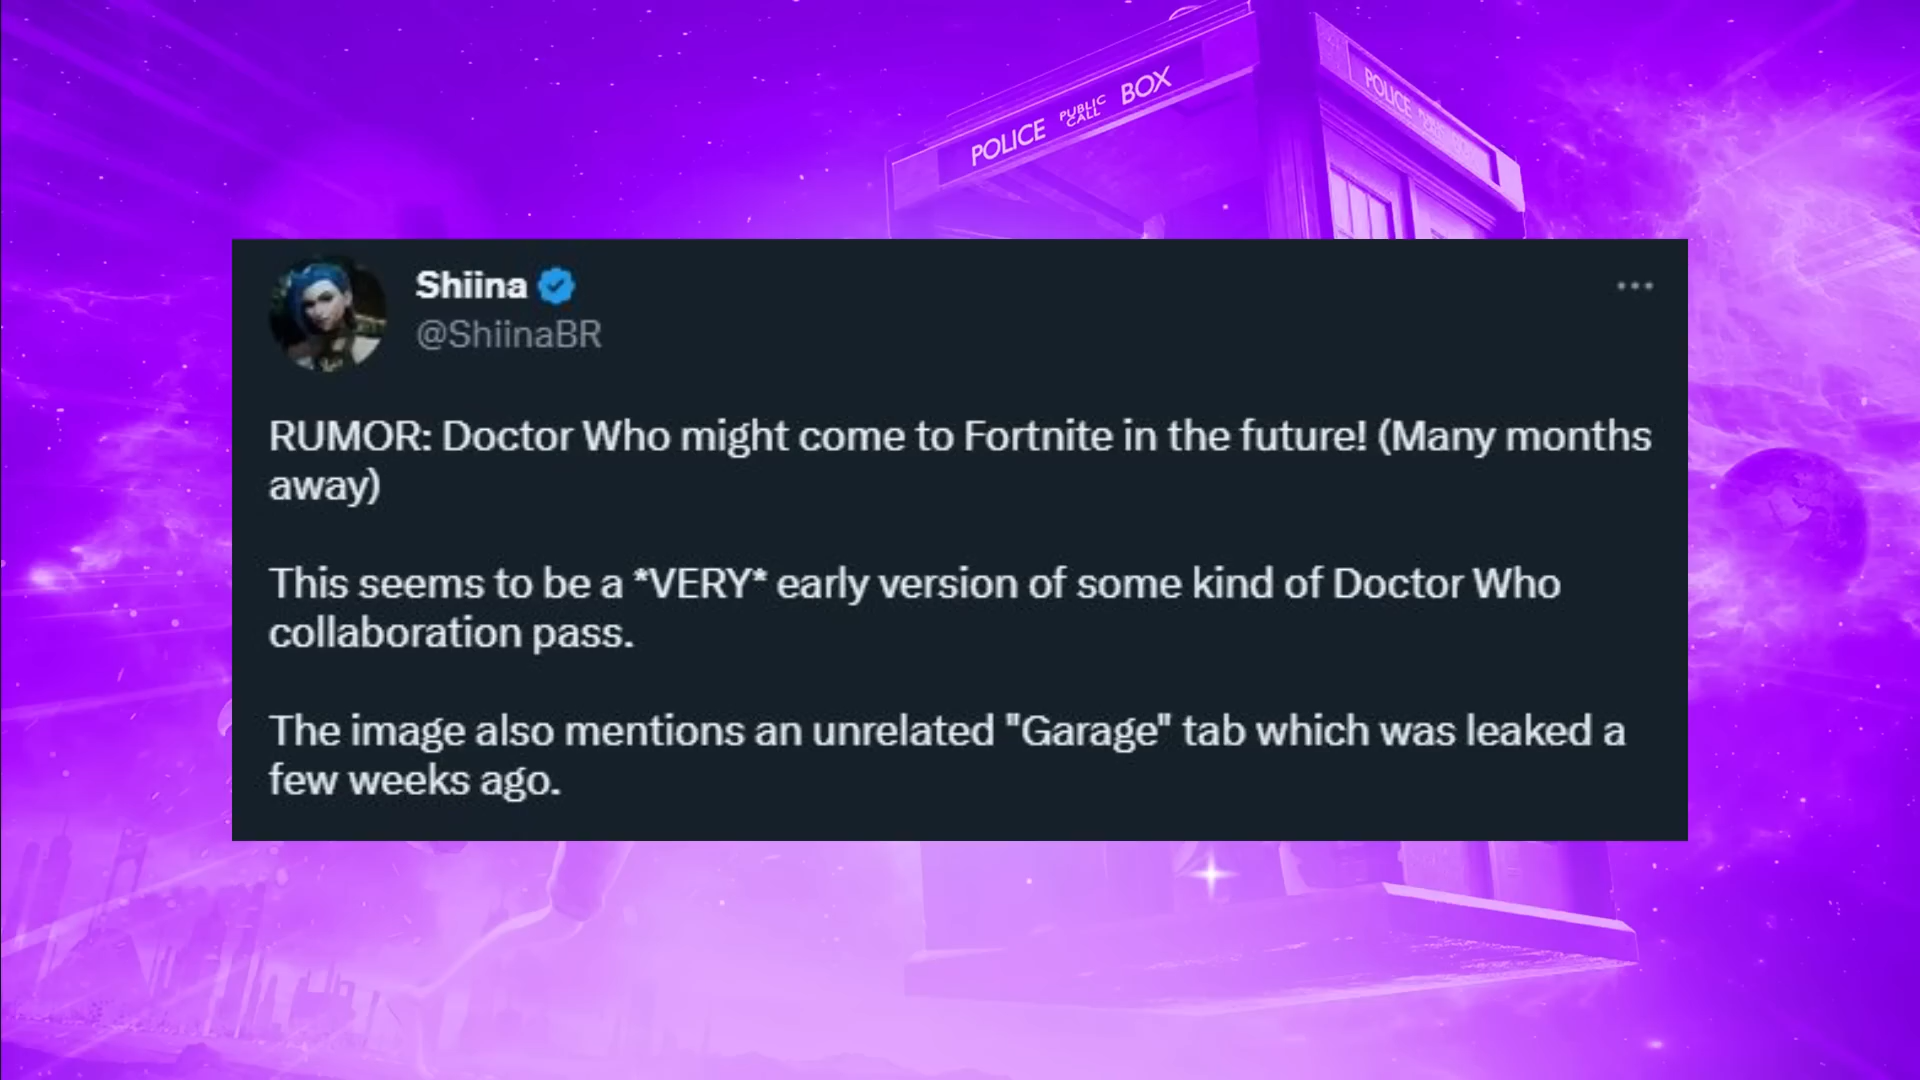 POLICE PUBLIC CALL BOX
POLICE
Shiina
@ShiinaBR
RUMOR: Doctor Who might come to Fortnite in the future! (Many months
away)
This seems to be a *VERY* early version of some kind of Doctor Who
collaboration pass.
The image also mentions an unrelated "Garage" tab which was leaked a
few weeks ago.